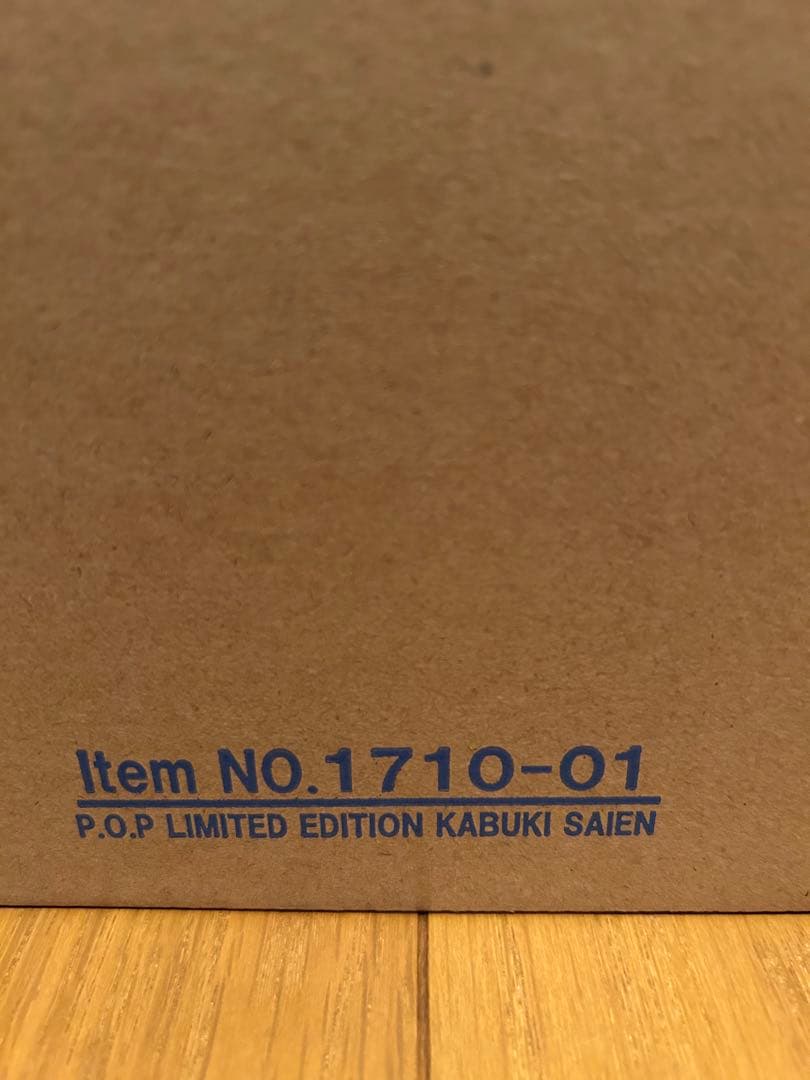 Item NO.1710-01
P.O.P LIMITED EDITION KABUKI SAIEN